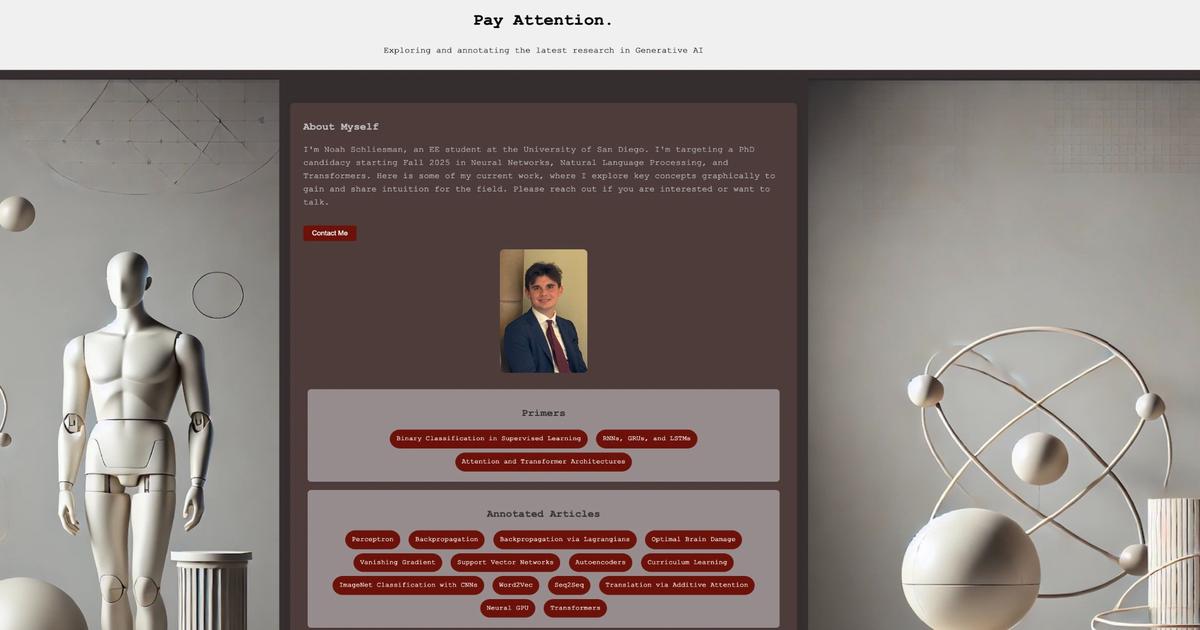 Pay Attention.
Exploring and annotating the latest research in Generative AI
About Myself
I'm Noah Schliesman, an EE student at the University of San Diego. I'm targeting a PhD
candidacy starting Fall 2025 in Neural Networks, Natural Language Processing, and
Transformers. Here is some of my current work, where I explore key concepts graphically to
gain and share intuition for the field. Please reach out if you are interested or want to
talk.
Contact Me
Primers
Binary Classification in Supervised Learning RNNs, GRUs, and LSTMs
Attention and Transformer Architectures
Annotated Articles
Perceptron Backpropagation Backpropagation via Lagrangians Optimal Brain Damage
Vanishing Gradient Support Vector Networks Autoencoders Curriculum Learning
ImageNet Classification with CNNs Word2Vec Seq2Seq Translation via Additive Attention
Neural GPU Transformers